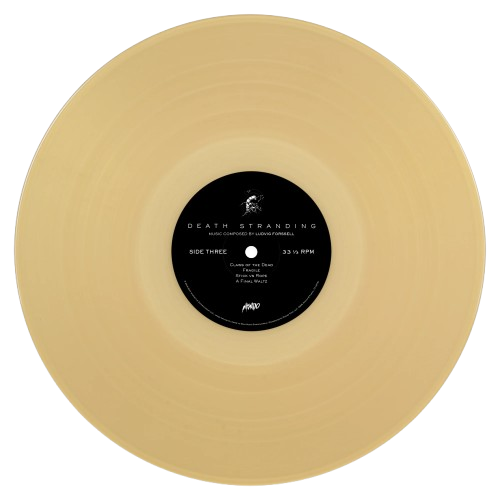 DEATH STRANDING
MUSIC COMPOSED BY LUDVIG FORSSELL
SIDE THREE 33 ⅓ RPM
CLAWS OF THE DEAD
FRAGILE
STICK VS ROPE
A FINAL WALTZ
MONDO